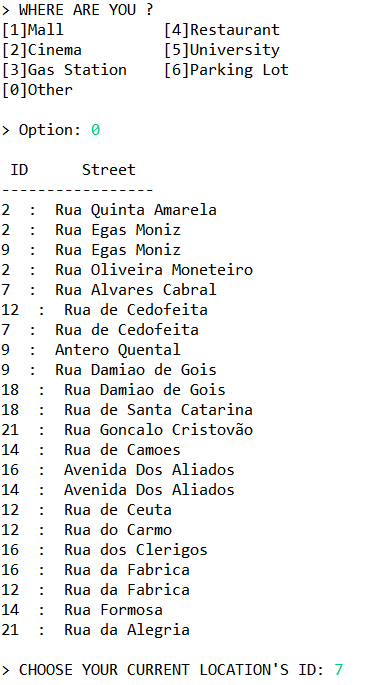 > WHERE ARE YOU ?
[1]Mall [4]Restaurant
[2]Cinema [5]University
[3]Gas Station [6]Parking Lot
[0]Other
> Option: 0
ID Street
-----------------
2 : Rua Quinta Amarela
2 : Rua Egas Moniz
9 : Rua Egas Moniz
2 : Rua Oliveira Moneteiro
7 : Rua Alvares Cabral
12 : Rua de Cedofeita
7 : Rua de Cedofeita
9 : Antero Quental
9 : Rua Damiao de Gois
18 : Rua Damiao de Gois
18 : Rua de Santa Catarina
21 : Rua Goncalo Cristovão
14 : Rua de Camoes
16 : Avenida Dos Aliados
14 : Avenida Dos Aliados
12 : Rua de Ceuta
12 : Rua do Carmo
16 : Rua dos Clerigos
16 : Rua da Fabrica
12 : Rua da Fabrica
14 : Rua Formosa
21 : Rua da Alegria
> CHOOSE YOUR CURRENT LOCATION'S ID: 7